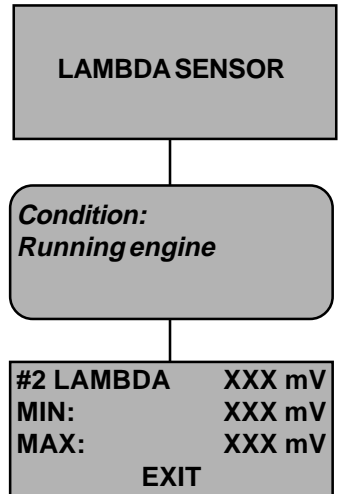 LAMBDA SENSOR
Condition:
Running engine
#2 LAMBDA XXX mV
MIN: XXX mV
MAX: XXX mV
EXIT